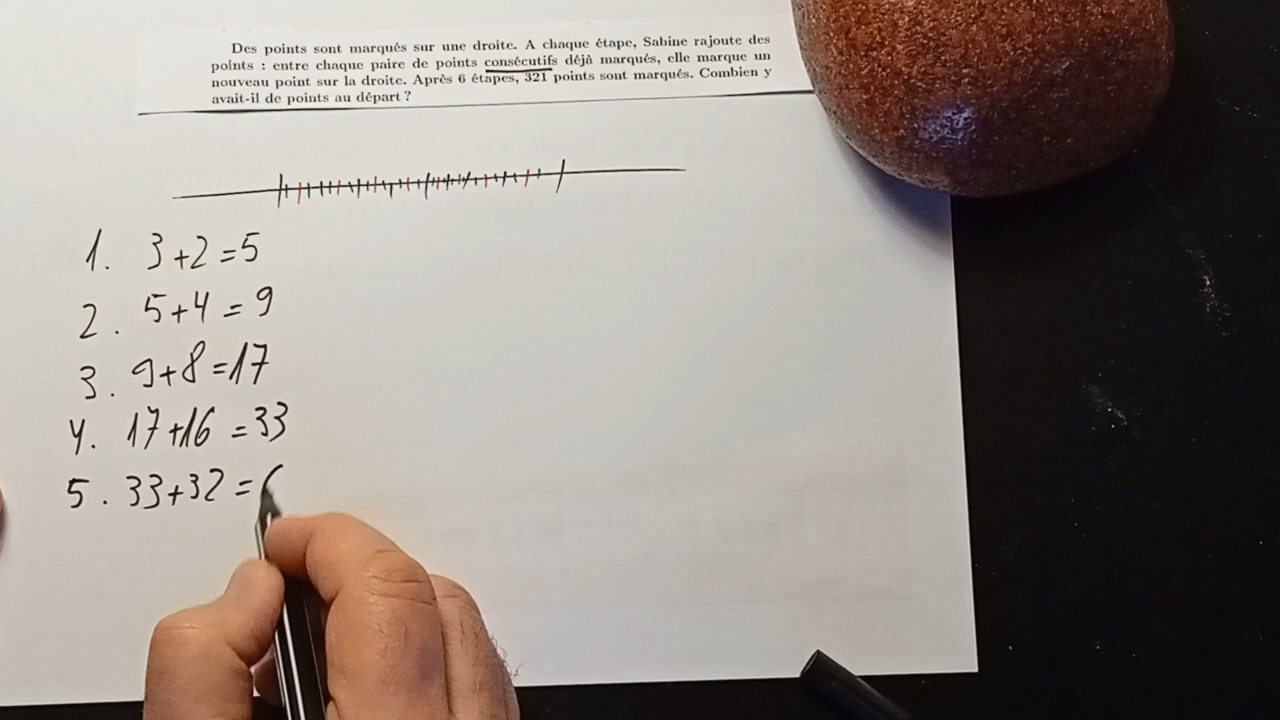 Des points sont marqués sur une droite. A chaque étape, Sabine rajoute des
points : entre chaque paire de points consécutifs déjà marqués, elle marque un
nouveau point sur la droite. Après 6 étapes, 321 points sont marqués. Combien y
avait-il de points au départ ?
1. 3+2=5
2. 5+4=9
3. 9+8=17
4. 17+16=33
5. 33+32=